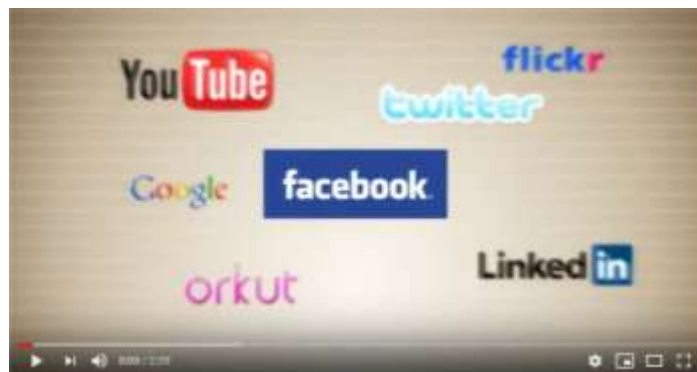 YouTube
flickr
twitter
Google
facebook
orkut
Linked in